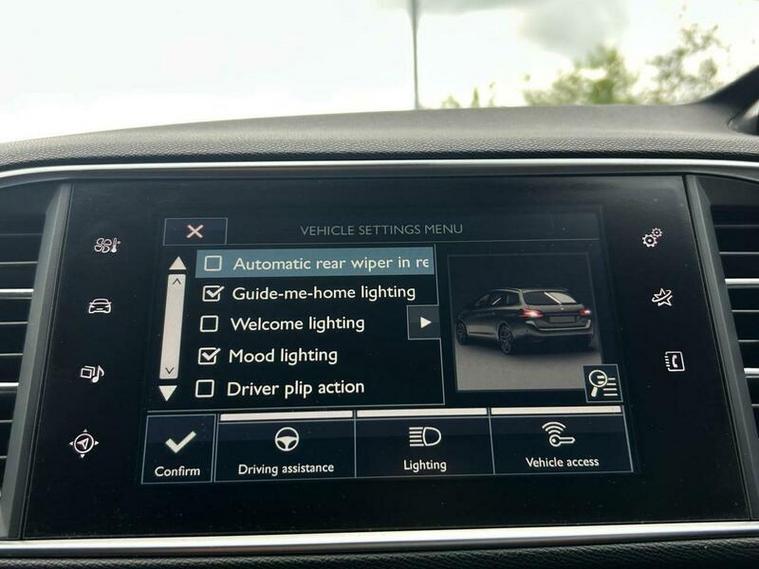 VEHICLE SETTINGS MENU
Automatic rear wiper in re
Guide-me-home lighting
Welcome lighting
Mood lighting
Driver plip action
Confirm
Driving assistance
Lighting
Vehicle access